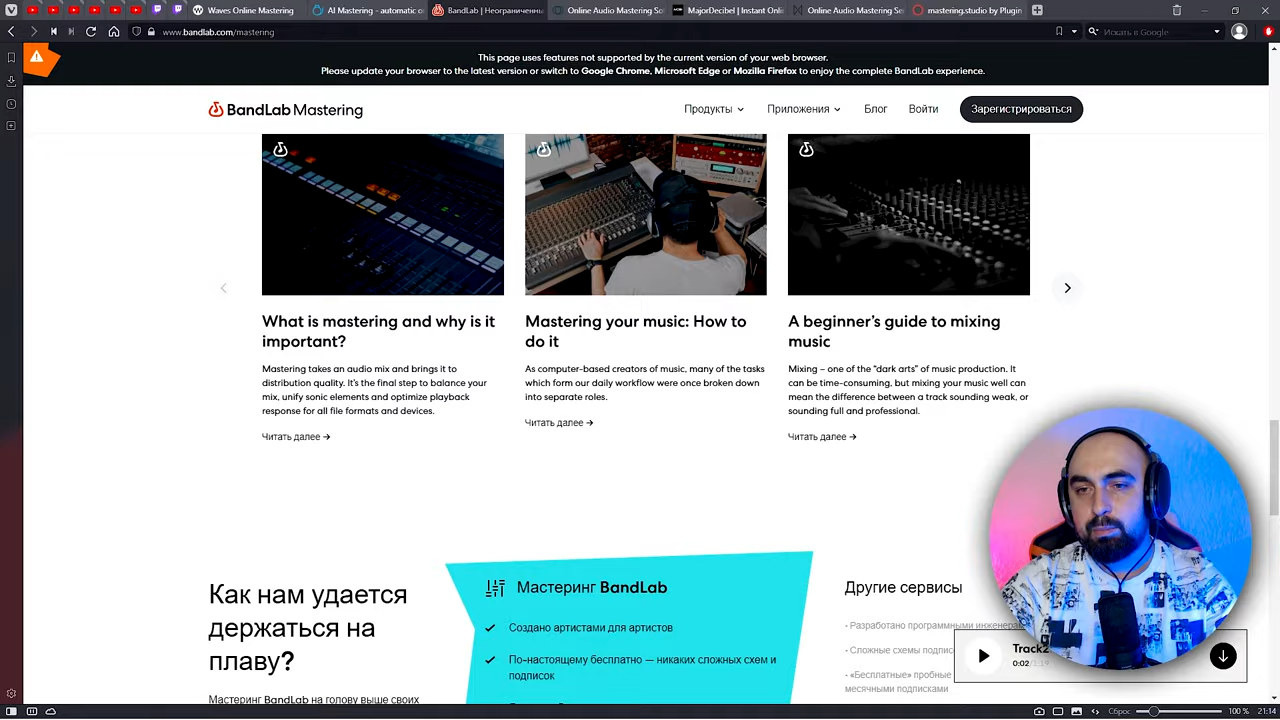 Waves Online Mastering
AI Mastering - automatic o
BandLab | Неограниченн
Online Audio Mastering So
MajorDecibel | Instant Onl
Online Audio Mastering Se
mastering.studio by Plugin
www.bandlab.com/mastering
Искать в Google
This page uses features not supported by the current version of your web browser.
Please update your browser to the latest version or switch to Google Chrome, Microsoft Edge or Mozilla Firefox to enjoy the complete BandLab experience.
BandLab Mastering
Продукты
Приложения
Блог
Войти
Зарегистрироваться
What is mastering and why is it
important?
Mastering takes an audio mix and brings it to
distribution quality. It's the final step to balance your
mix, unify sonic elements and optimize playback
response for all file formats and devices.
Читать далее →
Mastering your music: How to
do it
As computer-based creators of music, many of the tasks
which form our daily workflow were once broken down
into separate roles.
Читать далее →
A beginner's guide to mixing
music
Mixing – one of the "dark arts" of music production. It
can be time-consuming, but mixing your music well can
mean the difference between a track sounding weak, or
sounding full and professional.
Читать далее →
Как нам удается
держаться на
плаву?
Мастеринг BandLab на голову выше своих
Мастеринг BandLab
Создано артистами для артистов
По-настоящему бесплатно — никаких сложных схем и
подписок
Другие сервисы
- Разработано программными инженерам
- Сложные схемы подпис
- «Бесплатные» пробные
месячными подписками
Track2
0:02/1:19
Сброс
100 %
21:14